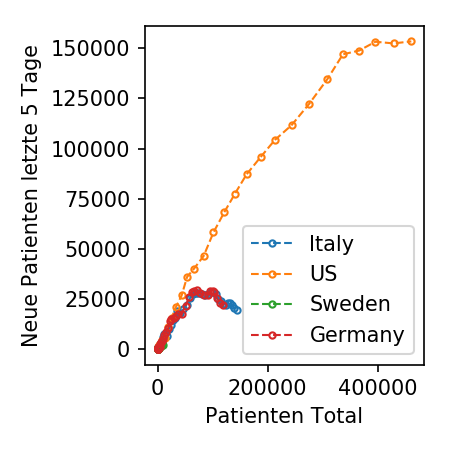 Neue Patienten letzte 5 Tage
150000
125000
100000
75000
50000
25000
0
Italy
US
Sweden
Germany
0 200000 400000
Patienten Total